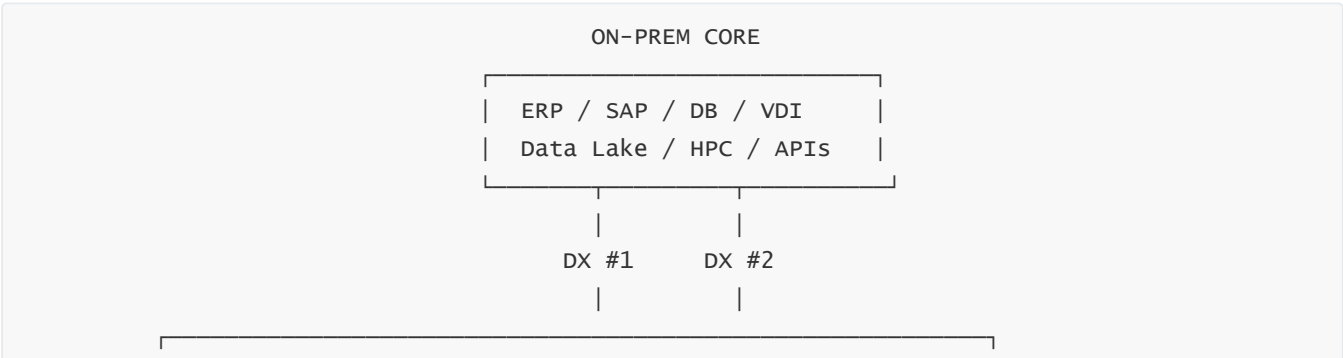 ON-PREM CORE
ERP / SAP / DB / VDI
Data Lake / HPC / APIs
DX #1 DX #2